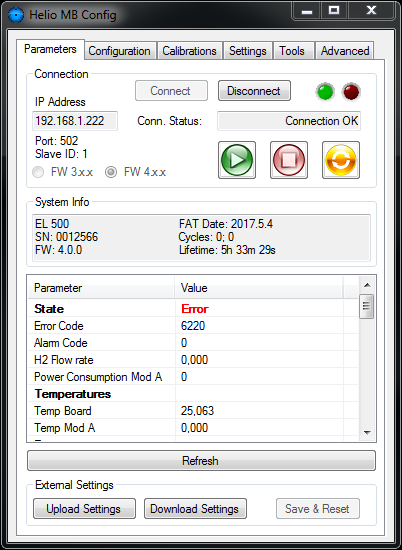 Helio MB Config
Parameters Configuration Calibrations Settings Tools Advanced
Connection
Connect Disconnect
IP Address
192.168.1.222 Conn. Status: Connection OK
Port: 502
Slave ID: 1
FW 3.x.x FW 4.x.x
System Info
EL 500 FAT Date: 2017.5.4
SN: 0012566 Cycles: 0; 0
FW: 4.0.0 Lifetime: 5h 33m 29s
Parameter Value
State Error
Error Code 6220
Alarm Code 0
H2 Flow rate 0,000
Power Consumption Mod A 0
Temperatures
Temp Board 25,063
Temp Mod A 0,000
Refresh
External Settings
Upload Settings Download Settings Save & Reset